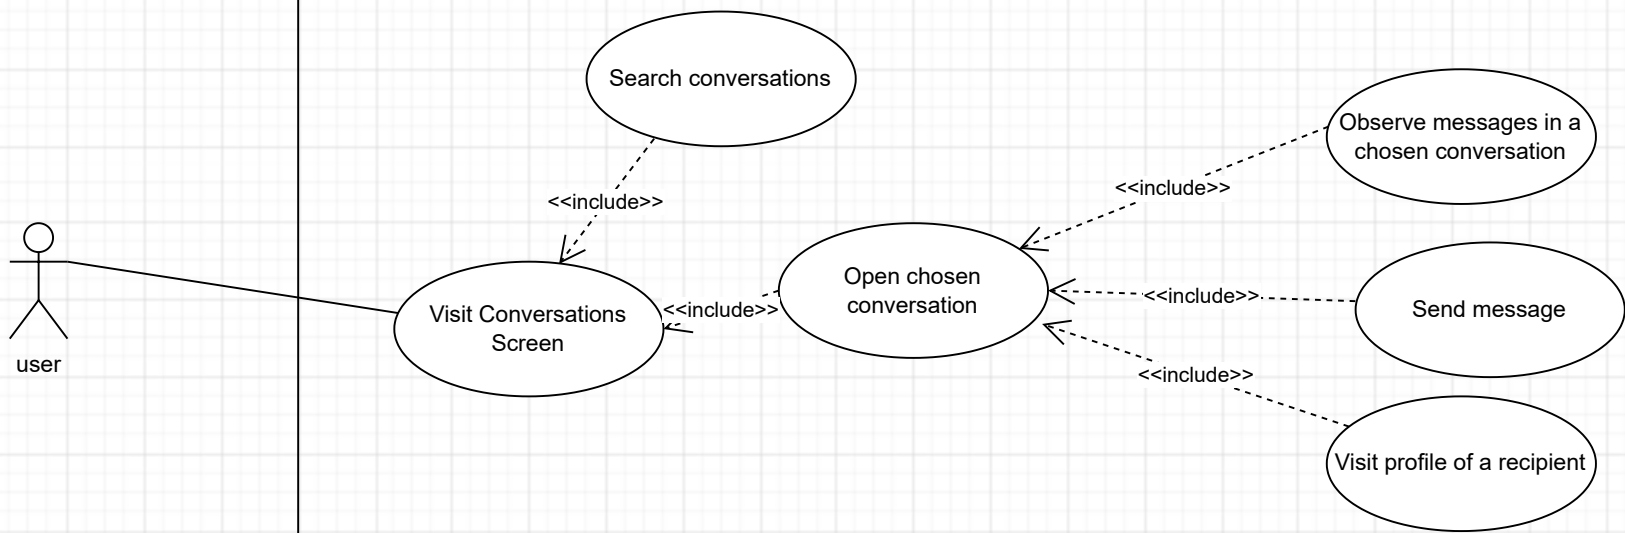 Search conversations
Observe messages in a
chosen conversation
<<include>>
<<include>>
Open chosen
conversation
<<include>>
Send message
<<include>>
Visit Conversations
Screen
user
<<include>>
Visit profile of a recipient